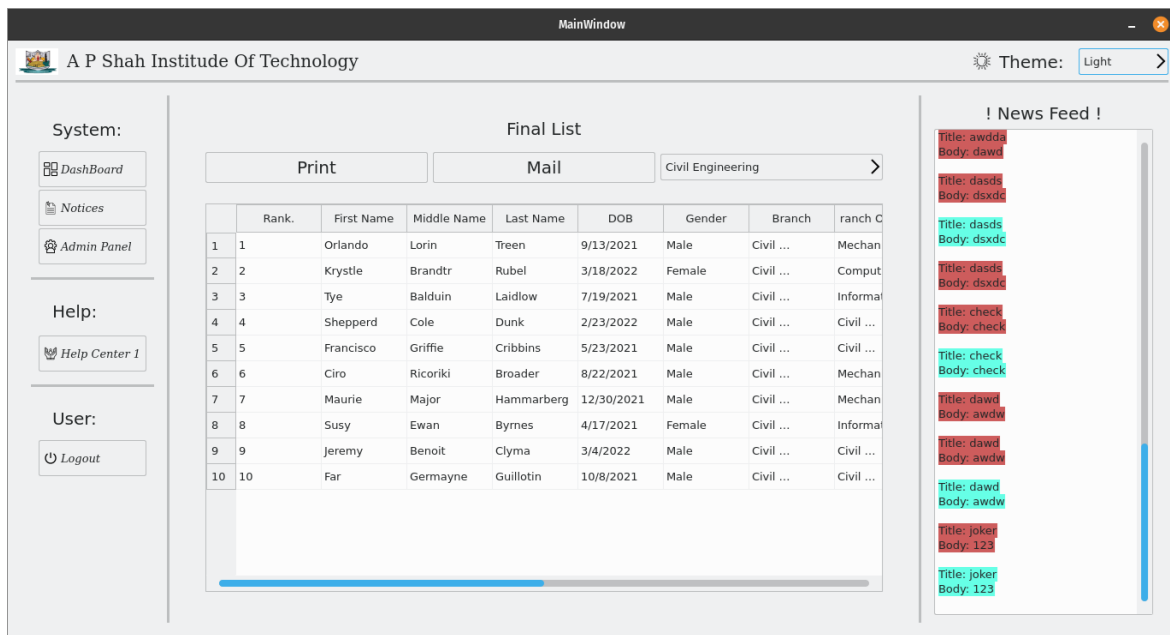 MainWindow
A P Shah Institude Of Technology
Theme: Light
System:
DashBoard
Notices
Admin Panel
Help:
Help Center 1
User:
Logout
Final List
Print Mail Civil Engineering
Rank. First Name Middle Name Last Name DOB Gender Branch ranch O
1 1 Orlando Lorin Treen 9/13/2021 Male Civil ... Mechan
2 2 Krystle Brandtr Rubel 3/18/2022 Female Civil ... Comput
3 3 Tye Balduin Laidlow 7/19/2021 Male Civil ... Informat
4 4 Shepperd Cole Dunk 2/23/2022 Male Civil ... Civil ...
5 5 Francisco Griffie Cribbins 5/23/2021 Male Civil ... Civil ...
6 6 Ciro Ricoriki Broader 8/22/2021 Male Civil ... Mechan
7 7 Maurie Major Hammarberg 12/30/2021 Male Civil ... Mechan
8 8 Susy Ewan Byrnes 4/17/2021 Female Civil ... Informat
9 9 Jeremy Benoit Clyma 3/4/2022 Male Civil ... Civil ...
10 10 Far Germayne Guillotin 10/8/2021 Male Civil ... Civil ...
! News Feed !
Title: awdda
Body: dawd
Title: dasds
Body: dsxdc
Title: dasds
Body: dsxdc
Title: dasds
Body: dsxdc
Title: check
Body: check
Title: check
Body: check
Title: dawd
Body: awdw
Title: dawd
Body: awdw
Title: dawd
Body: awdw
Title: joker
Body: 123
Title: joker
Body: 123